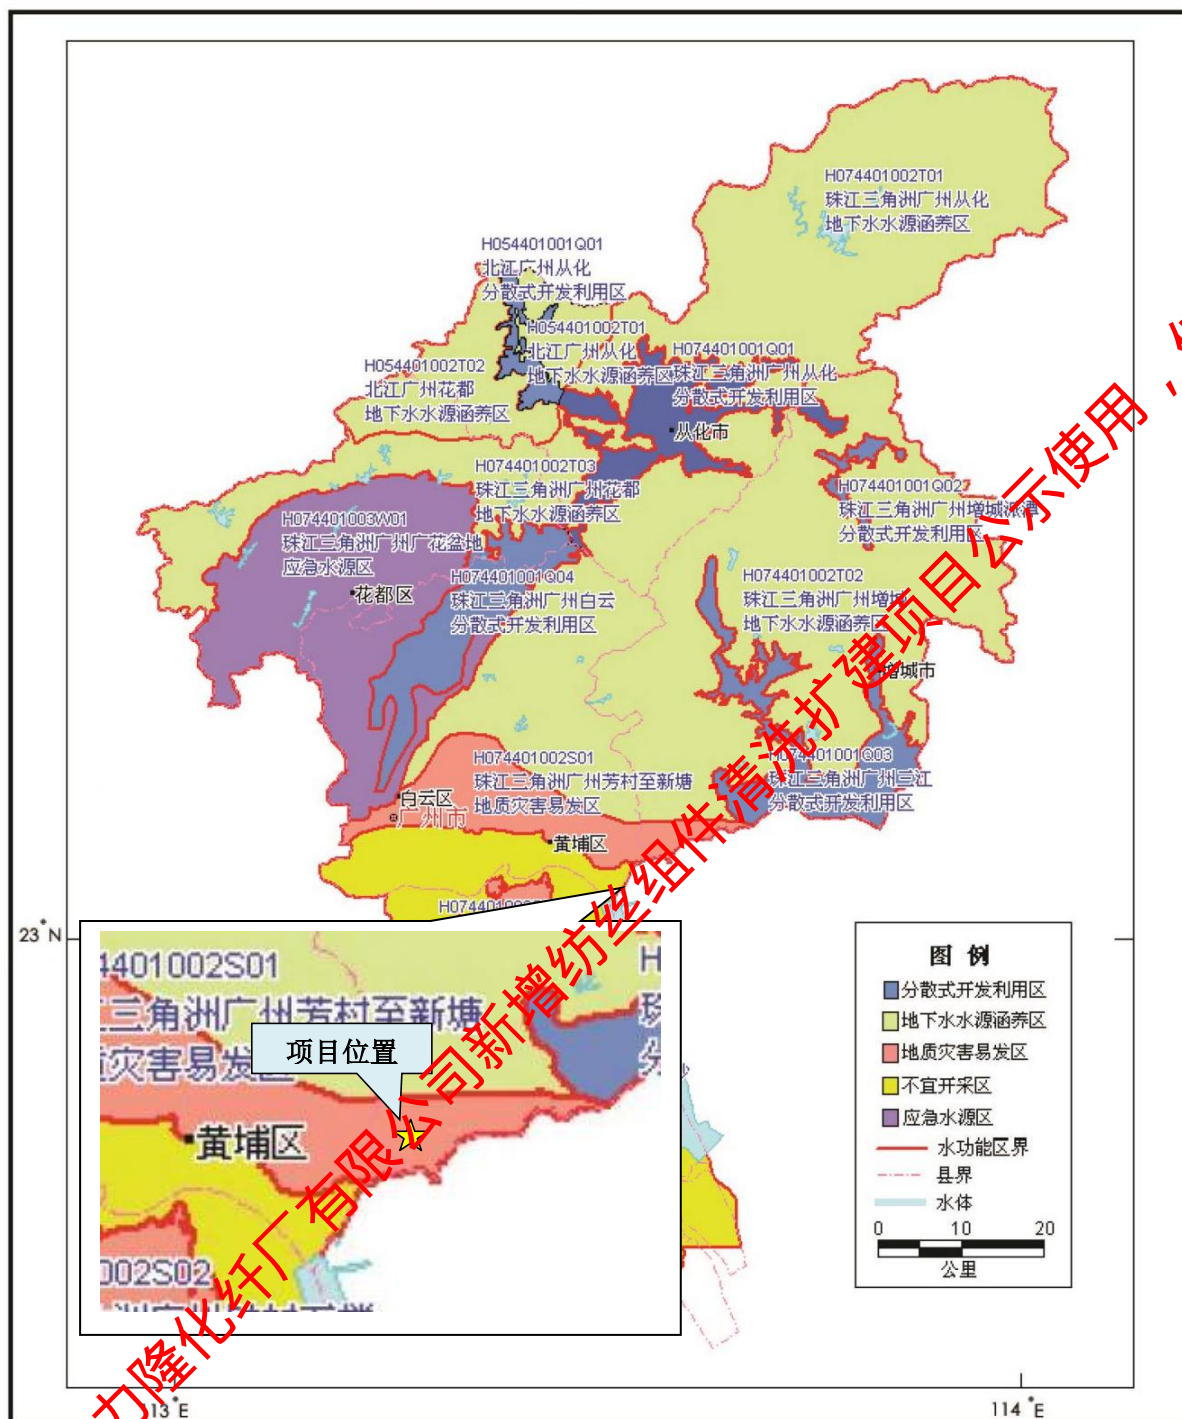 H074401002T01
珠江三角洲广州从化
地下水水源涵养区
H054401001Q01
北江广州从化
分散式开发利用区
H054401002T01
北江广州从化
地下水水源涵养区
H074401001Q01
珠江三角洲广州从化
分散式开发利用区
H054401002T02
北江广州花都
地下水水源涵养区
从化市
H074401002T03
珠江三角洲广州花都
地下水水源涵养区
H074401001Q02
珠江三角洲广州增城派潭
分散式开发利用区
H074401003W01
珠江三角洲广州广花盆地
应急水源区
花都区
H074401001Q04
珠江三角洲广州白云
分散式开发利用区
H074401002T02
珠江三角洲广州增城
地下水水源涵养区
增城市
H074401002S01
珠江三角洲广州芳村至新塘
地质灾害易发区
H074401001Q03
珠江三角洲广州三江
分散式开发利用区
白云区
广州市
黄埔区
H0744010
23°N
4401002S01
三角洲广州芳村至新塘
灾害易发区
项目位置
黄埔区
002S02
图 例
分散式开发利用区
地下水水源涵养区
地质灾害易发区
不宜开采区
应急水源区
水功能区界
县界
水体
0 10 20
公里
13°E
114°E
力隆化纤厂有限公司新增纺丝组件清洗扩建项目公示使用，